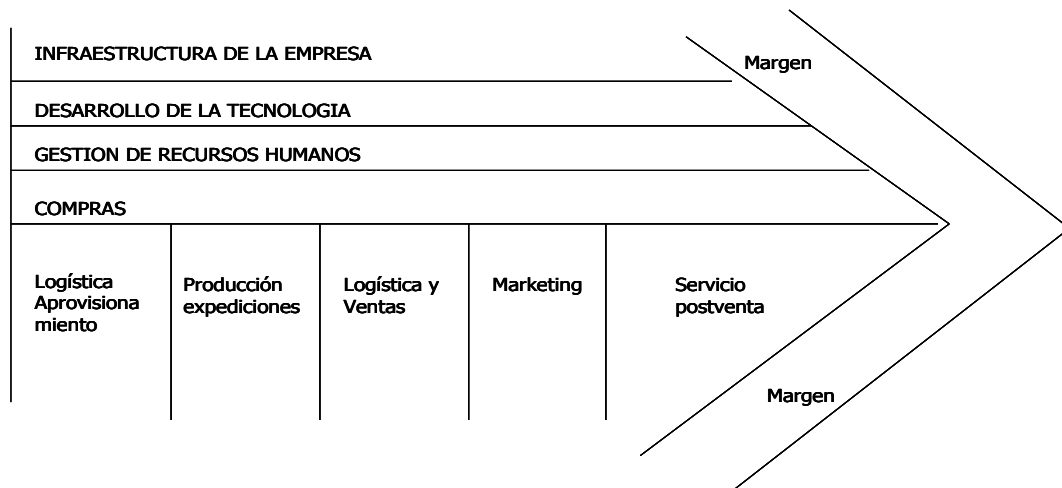 INFRAESTRUCTURA DE LA EMPRESA
Margen
DESARROLLO DE LA TECNOLOGIA
GESTION DE RECURSOS HUMANOS
COMPRAS
Logística
Aprovisiona
miento
Producción
expediciones
Logística y
Ventas
Marketing
Servicio
postventa
Margen